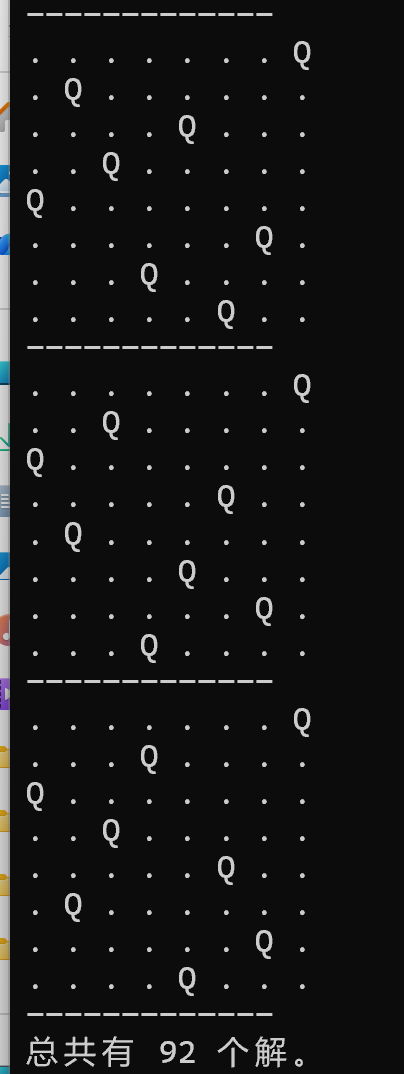 -------------
. . . . . . . Q
. Q . . . . . .
. . . . Q . . .
. . Q . . . . .
Q . . . . . . .
. . . . . . Q .
. . . Q . . . .
. . . . . Q . .
-------------
. . . . . . . Q
. . Q . . . . .
Q . . . . . . .
. . . . . Q . .
. Q . . . . . .
. . . . Q . . .
. . . . . . Q .
. . . Q . . . .
-------------
. . . . . . . Q
. . . Q . . . .
Q . . . . . . .
. . Q . . . . .
. . . . . Q . .
. Q . . . . . .
. . . . . . Q .
. . . . Q . . .
-------------
总共有 92 个解。